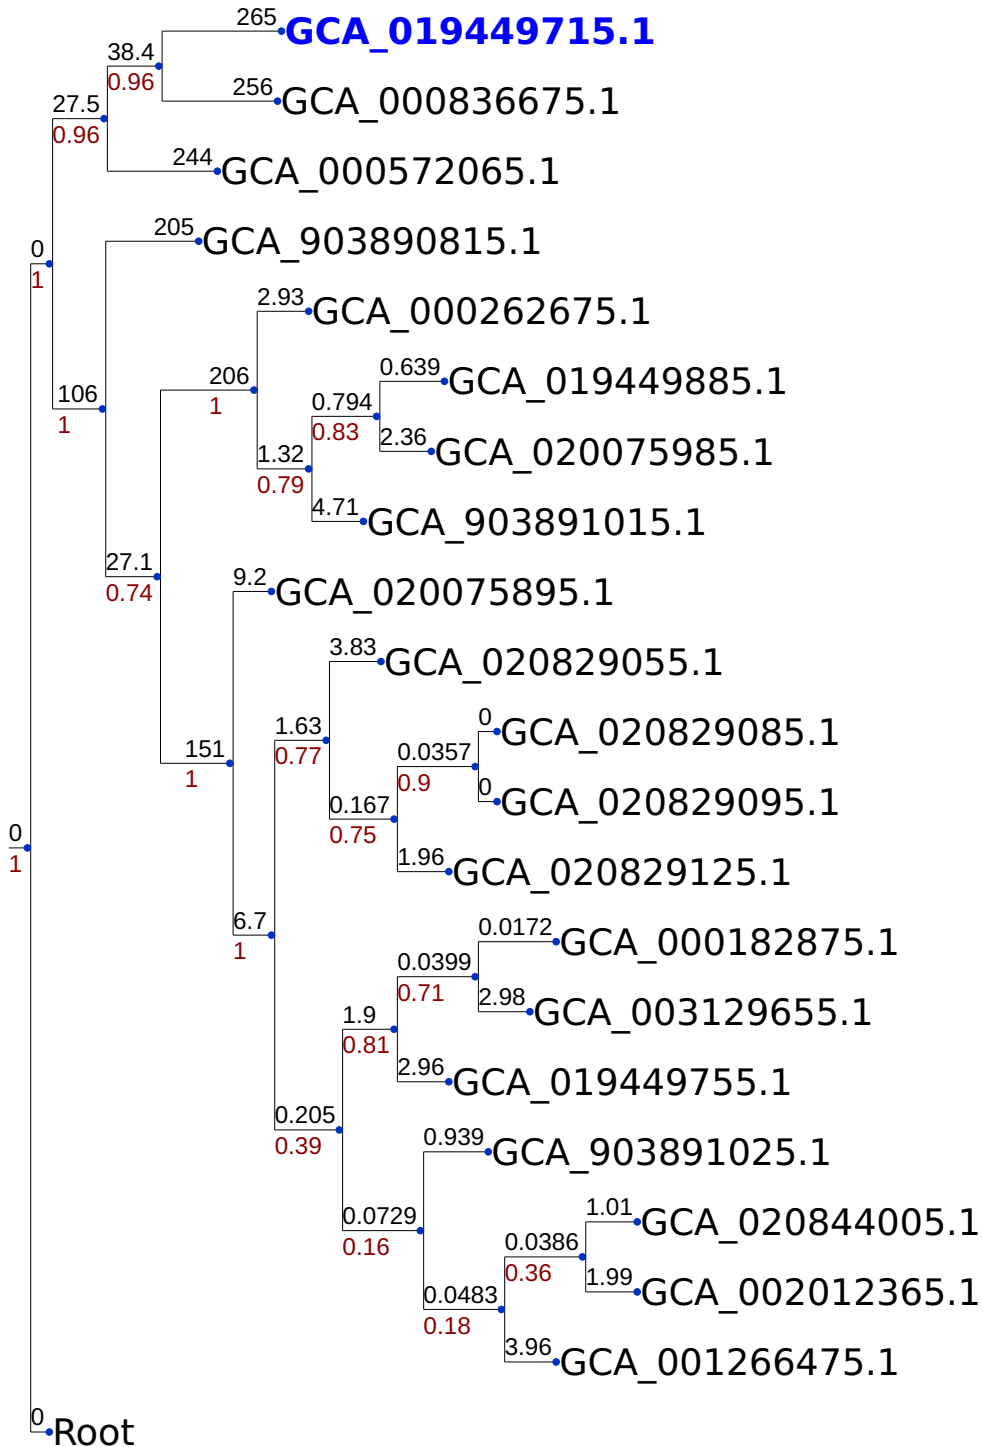 265
GCA_019449715.1
38.4
0.96
256
GCA_000836675.1
27.5
0.96
244
GCA_000572065.1
205
GCA_903890815.1
0
1
2.93
GCA_000262675.1
206
1
0.639
GCA_019449885.1
0.794
0.83
106
1
2.36
GCA_020075985.1
1.32
0.79
4.71
GCA_903891015.1
27.1
0.74
9.2
GCA_020075895.1
3.83
GCA_020829055.1
1.63
0.77
0
GCA_020829085.1
151
1
0.0357
0.9
0
GCA_020829095.1
0.167
0.75
0
1
1.96
GCA_020829125.1
6.7
1
0.0172
GCA_000182875.1
0.0399
0.71
2.98
GCA_003129655.1
1.9
0.81
2.96
GCA_019449755.1
0.205
0.39
0.939
GCA_903891025.1
0.0729
0.16
1.01
GCA_020844005.1
0.0386
0.36
1.99
GCA_002012365.1
0.0483
0.18
3.96
GCA_001266475.1
0
Root